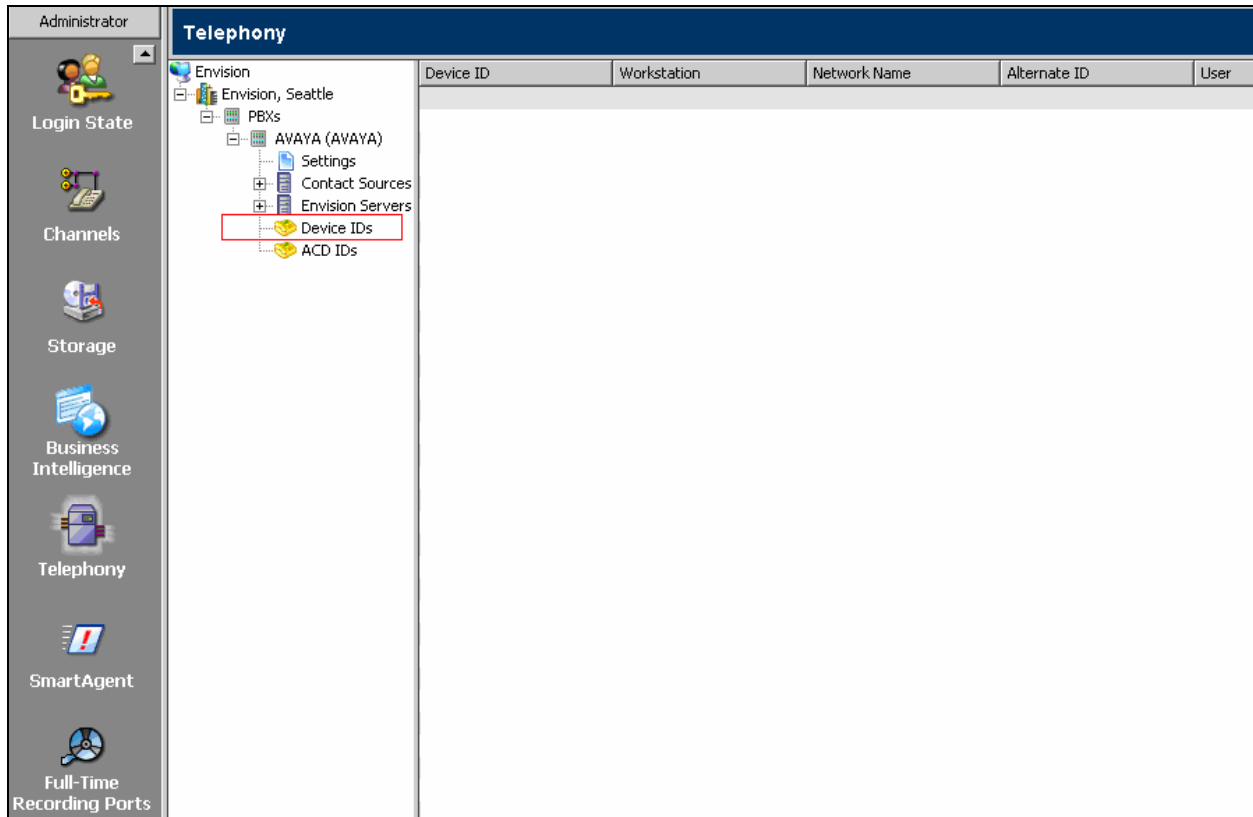 Administrator
Login State
Channels
Storage
Business
Intelligence
Telephony
SmartAgent
Full-Time
Recording Ports
Telephony
Envision
Envision, Seattle
PBXs
AVAYA (AVAYA)
Settings
Contact Sources
Envision Servers
Device IDs
ACD IDs
Device ID Workstation Network Name Alternate ID User